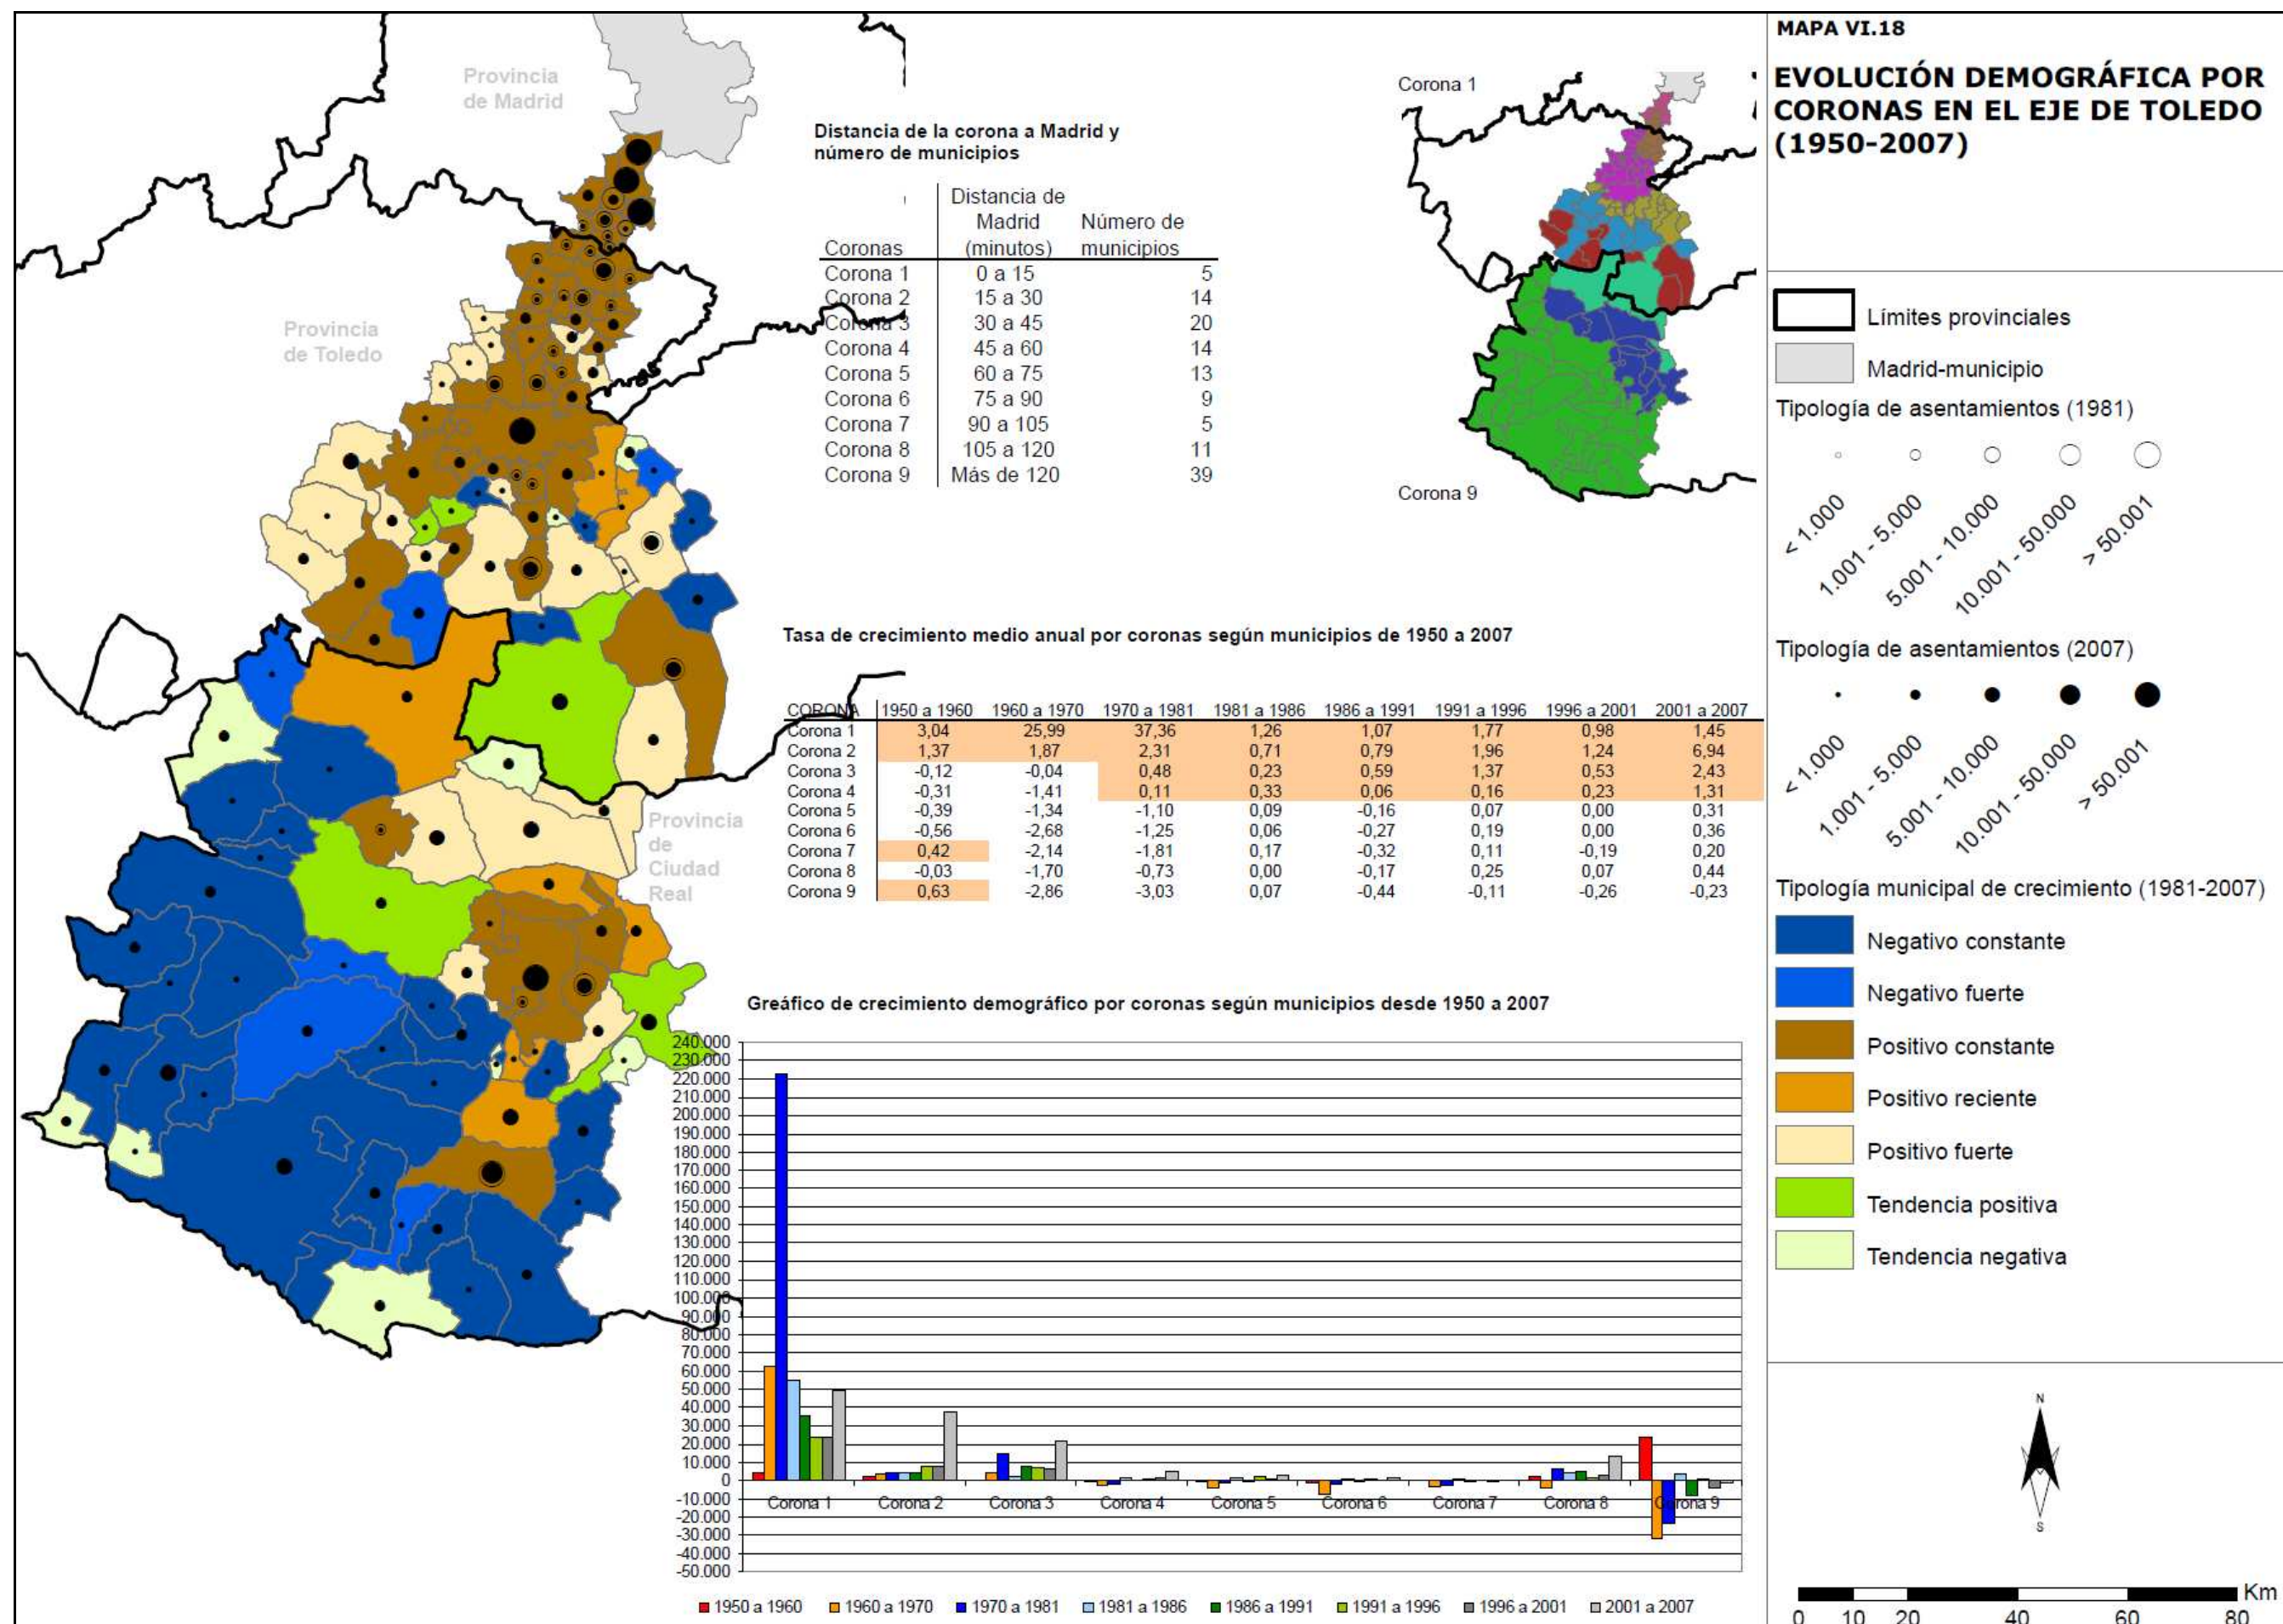 MAPA VI.18
EVOLUCIÓN DEMOGRÁFICA POR
CORONAS EN EL EJE DE TOLEDO
(1950-2007)
Provincia
de Madrid
Provincia
de Toledo
Provincia
de
Ciudad
Real
Distancia de la corona a Madrid y
número de municipios
Distancia de
Madrid Número de
Coronas (minutos) municipios
Corona 1 0 a 15 5
Corona 2 15 a 30 14
Corona 3 30 a 45 20
Corona 4 45 a 60 14
Corona 5 60 a 75 13
Corona 6 75 a 90 9
Corona 7 90 a 105 5
Corona 8 105 a 120 11
Corona 9 Más de 120 39
Corona 1
Corona 9
Tasa de crecimiento medio anual por coronas según municipios de 1950 a 2007
CORONA 1950 a 1960 1960 a 1970 1970 a 1981 1981 a 1986 1986 a 1991 1991 a 1996 1996 a 2001 2001 a 2007
Corona 1 3,04 25,99 37,36 1,26 1,07 1,77 0,98 1,45
Corona 2 1,37 1,87 2,31 0,71 0,79 1,96 1,24 6,94
Corona 3 -0,12 -0,04 0,48 0,23 0,59 1,37 0,53 2,43
Corona 4 -0,31 -1,41 0,11 0,33 0,06 0,16 0,23 1,31
Corona 5 -0,39 -1,34 -1,10 0,09 -0,16 0,07 0,00 0,31
Corona 6 -0,56 -2,68 -1,25 0,06 -0,27 0,19 0,00 0,36
Corona 7 0,42 -2,14 -1,81 0,17 -0,32 0,11 -0,19 0,20
Corona 8 -0,03 -1,70 -0,73 0,00 -0,17 0,25 0,07 0,44
Corona 9 0,63 -2,86 -3,03 0,07 -0,44 -0,11 -0,26 -0,23
Greáfico de crecimiento demográfico por coronas según municipios desde 1950 a 2007
240.000
230.000
220.000
210.000
200.000
190.000
180.000
170.000
160.000
150.000
140.000
130.000
120.000
110.000
100.000
90.000
80.000
70.000
60.000
50.000
40.000
30.000
20.000
10.000
0
-10.000
-20.000
-30.000
-40.000
-50.000
Corona 1 Corona 2 Corona 3 Corona 4 Corona 5 Corona 6 Corona 7 Corona 8 Corona 9
1950 a 1960 1960 a 1970 1970 a 1981 1981 a 1986 1986 a 1991 1991 a 1996 1996 a 2001 2001 a 2007
Límites provinciales
Madrid-municipio
Tipología de asentamientos (1981)
< 1.000 1.001 - 5.000 5.001 - 10.000 10.001 - 50.000 > 50.001
Tipología de asentamientos (2007)
< 1.000 1.001 - 5.000 5.001 - 10.000 10.001 - 50.000 > 50.001
Tipología municipal de crecimiento (1981-2007)
Negativo constante
Negativo fuerte
Positivo constante
Positivo reciente
Positivo fuerte
Tendencia positiva
Tendencia negativa
N
S
Km
0 10 20 40 60 80